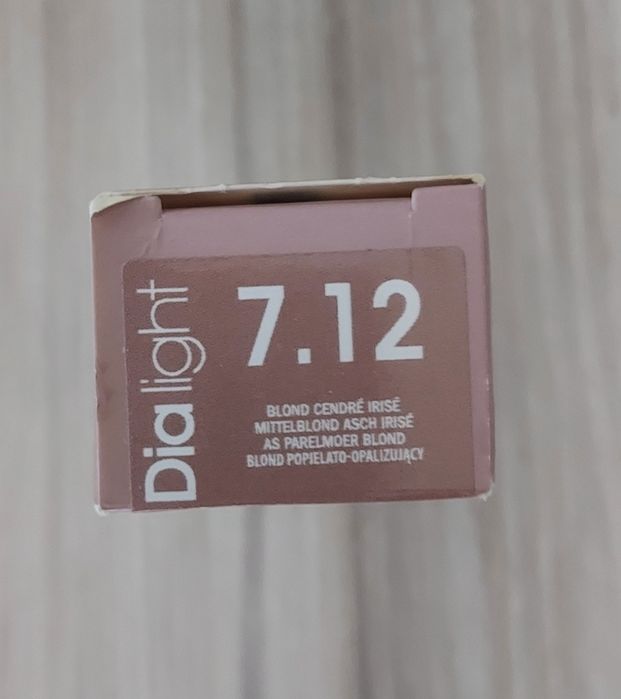 Dia light
7.12
BLOND CENDRÉ IRISÉ
MITTELBLOND ASCH IRISÉ
AS PARELMOER BLOND
BLOND POPIELATO-OPALIZUJĄCY